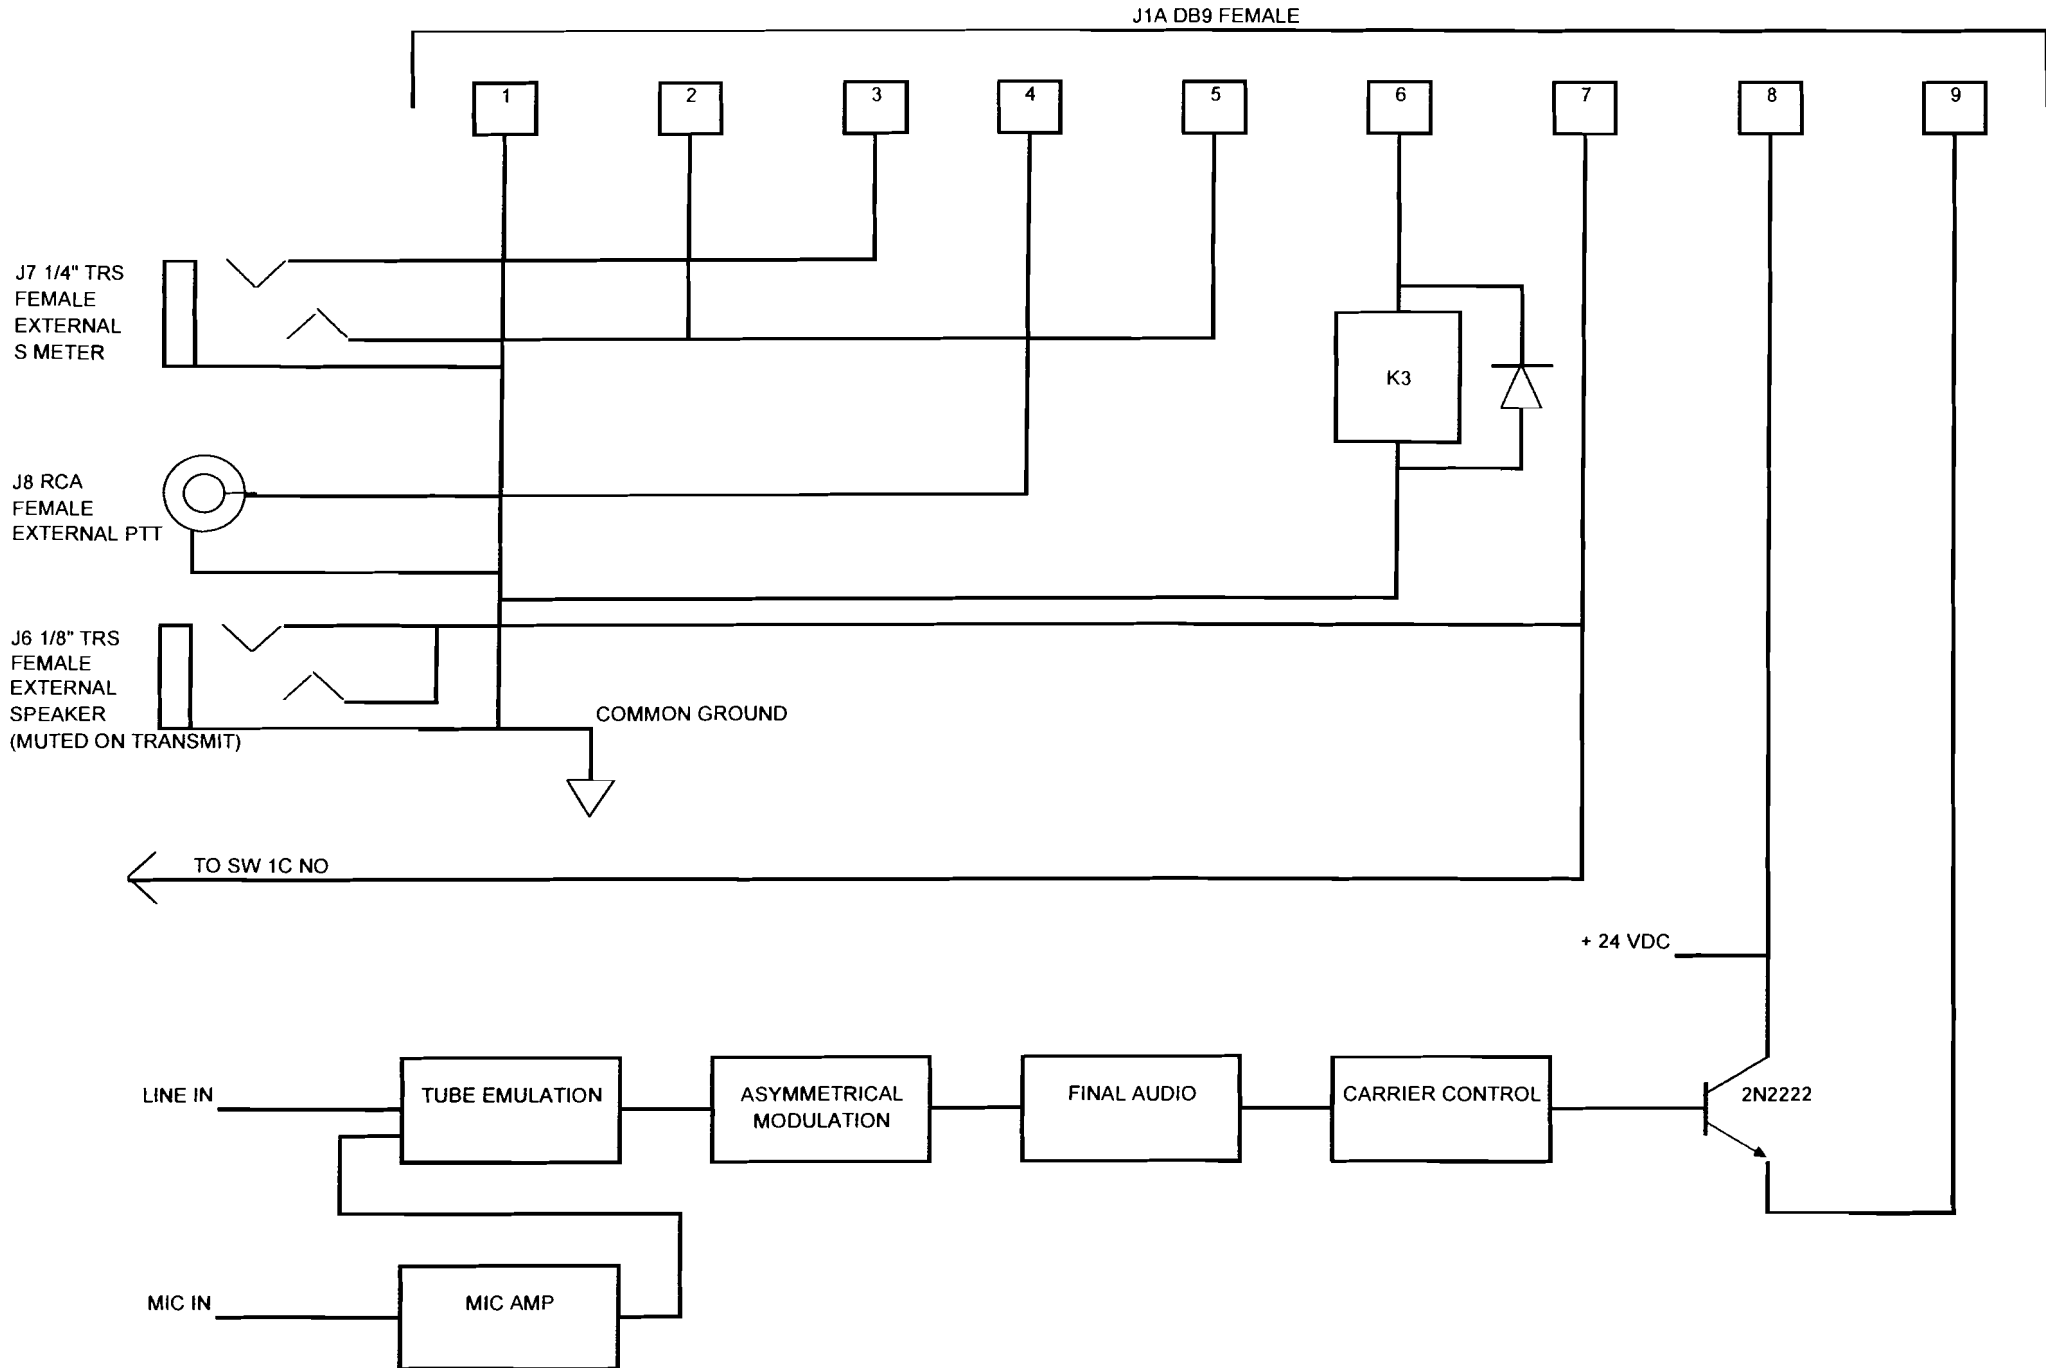 J1A DB9 FEMALE
1 2 3 4 5 6 7 8 9
J7 1/4" TRS
FEMALE
EXTERNAL
S METER
K3
J8 RCA
FEMALE
EXTERNAL PTT
J6 1/8" TRS
FEMALE
EXTERNAL
SPEAKER
(MUTED ON TRANSMIT)
COMMON GROUND
TO SW 1C NO
+ 24 VDC
LINE IN
TUBE EMULATION
ASYMMETRICAL
MODULATION
FINAL AUDIO
CARRIER CONTROL
2N2222
MIC IN
MIC AMP